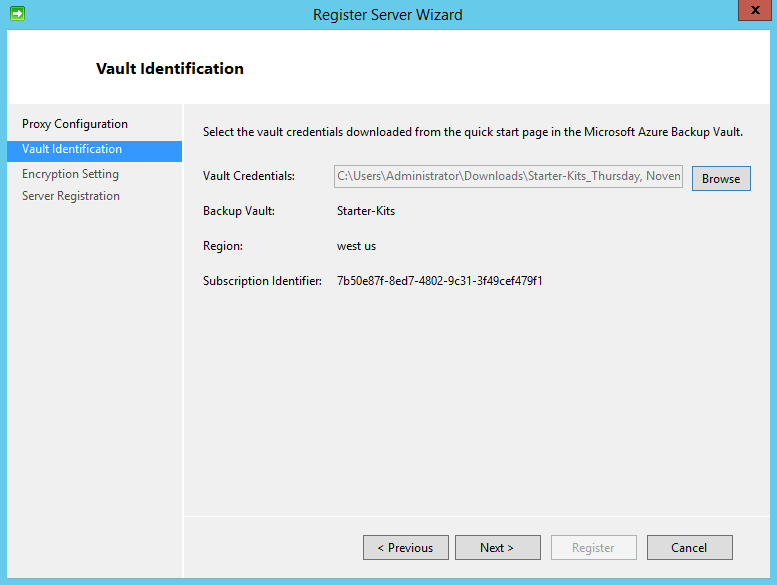 Register Server Wizard
x
Vault Identification
Proxy Configuration
Vault Identification
Encryption Setting
Server Registration
Select the vault credentials downloaded from the quick start page in the Microsoft Azure Backup Vault.
Vault Credentials: C:\Users\Administrator\Downloads\Starter-Kits_Thursday, Noven Browse
Backup Vault: Starter-Kits
Region: west us
Subscription Identifier: 7b50e87f-8ed7-4802-9c31-3f49cef479f1
< Previous Next > Register Cancel